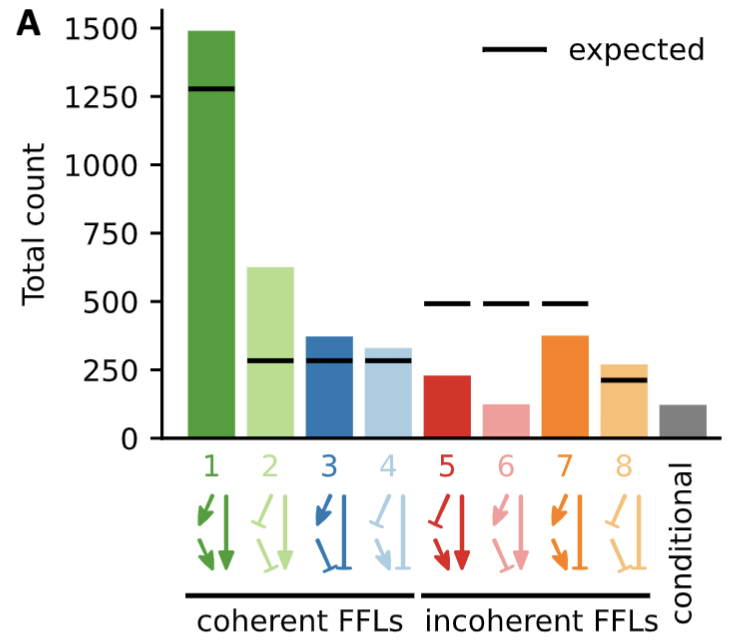 A
Total count
1500
1250
1000
750
500
250
0
expected
1 2 3 4 5 6 7 8
conditional
coherent FFLs incoherent FFLs